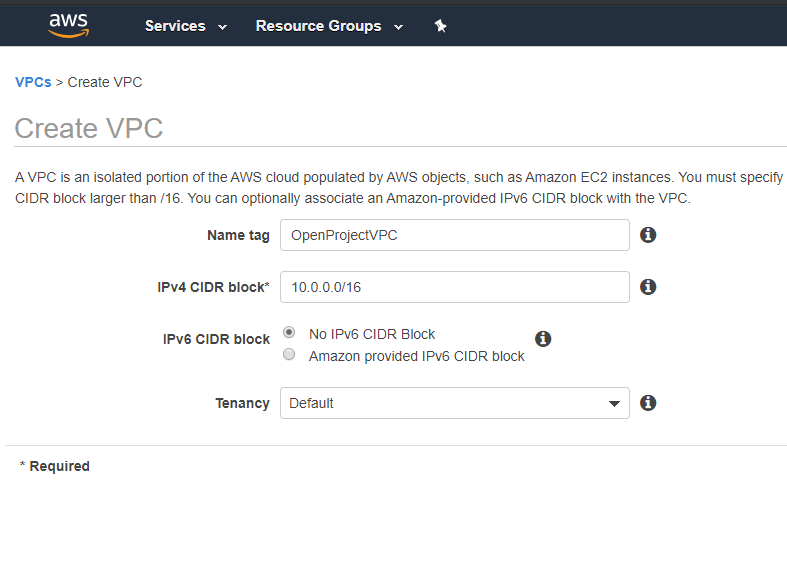 aws Services Resource Groups
VPCs > Create VPC
Create VPC
A VPC is an isolated portion of the AWS cloud populated by AWS objects, such as Amazon EC2 instances. You must specify
CIDR block larger than /16. You can optionally associate an Amazon-provided IPv6 CIDR block with the VPC.
Name tag OpenProjectVPC
IPv4 CIDR block* 10.0.0.0/16
IPv6 CIDR block No IPv6 CIDR Block
Amazon provided IPv6 CIDR block
Tenancy Default
* Required